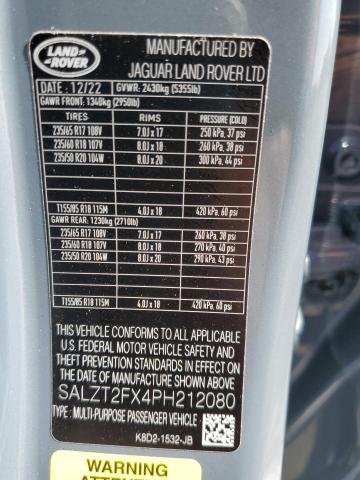 LAND-
ROVER
MANUFACTURED BY
JAGUAR LAND ROVER LTD
DATE : 12/22 GVWR: 2430kg (5355lb)
GAWR FRONT: 1340kg (2950lb)
TIRES RIMS PRESSURE (COLD)
235/65 R17 108V 7.0J x 17 250 kPa, 37 psi
235/60 R18 107V 8.0J x 18 260 kPa, 38 psi
235/50 R20 104W 8.0J x 20 300 kPa, 44 psi
T155/85 R18 115M 4.0J x 18 420 kPa, 60 psi
GAWR REAR: 1230kg (2710lb)
235/65 R17 108V 7.0J x 17 260 kPa, 38 psi
235/60 R18 107V 8.0J x 18 270 kPa, 40 psi
235/50 R20 104W 8.0J x 20 290 kPa, 43 psi
T155/85 R18 115M 4.0J x 18 420 kPa, 60 psi
THIS VEHICLE CONFORMS TO ALL APPLICABLE
U.S. FEDERAL MOTOR VEHICLE SAFETY AND
THEFT PREVENTION STANDARDS IN EFFECT ON
THE DATE OF MANUFACTURE SHOWN ABOVE.
SALZT2FX4PH212080
TYPE: MULTI-PURPOSE PASSENGER VEHICLE
K8D2-1532-JB
WARNING